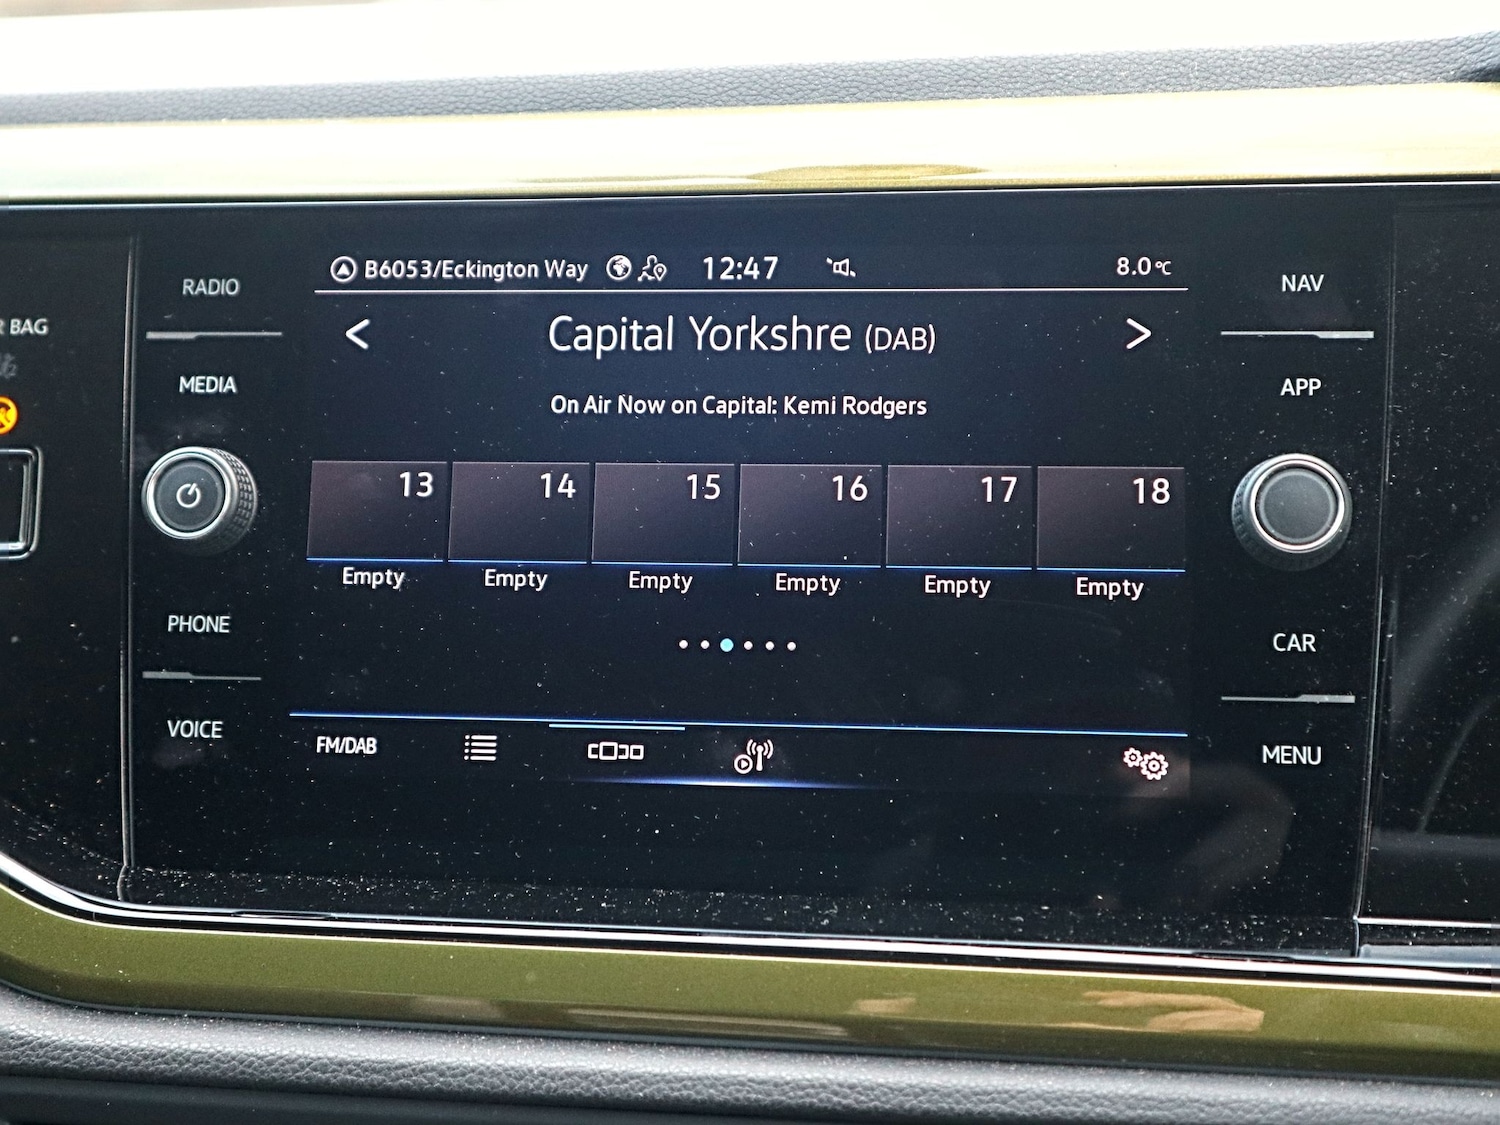 B6053/Eckington Way 12:47 8.0°C
RADIO
NAV
BAG
Capital Yorkshre (DAB)
MEDIA
APP
On Air Now on Capital: Kemi Rodgers
13 14 15 16 17 18
Empty Empty Empty Empty Empty Empty
PHONE
CAR
VOICE
FM/DAB
MENU